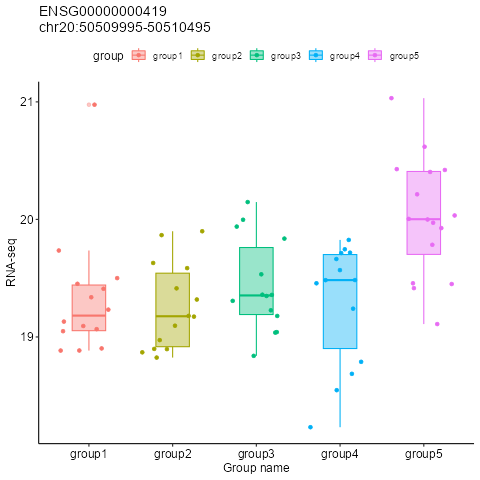 ENSG00000000419
chr20:50509995-50510495
group group1 group2 group3 group4 group5
21
20
19
RNA-seq
group1 group2 group3 group4 group5
Group name